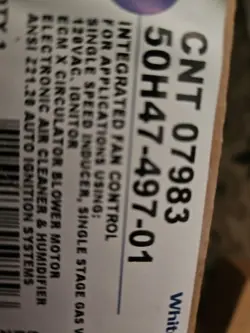 CNT 07983
50H47-497-01
INTEGRATED FAN CONTROL
FOR APPLICATIONS USING:
SINGLE SPEED INDUCER, SINGLE STAGE GAS
120VAC. IGNITOR
ECM X CIRCULATOR BLOWER MOTOR
ELECTRONIC AIR CLEANER & HUMIDIFIER
ANSI Z21.20 AUTO IGNITION SYSTEMS
Whit